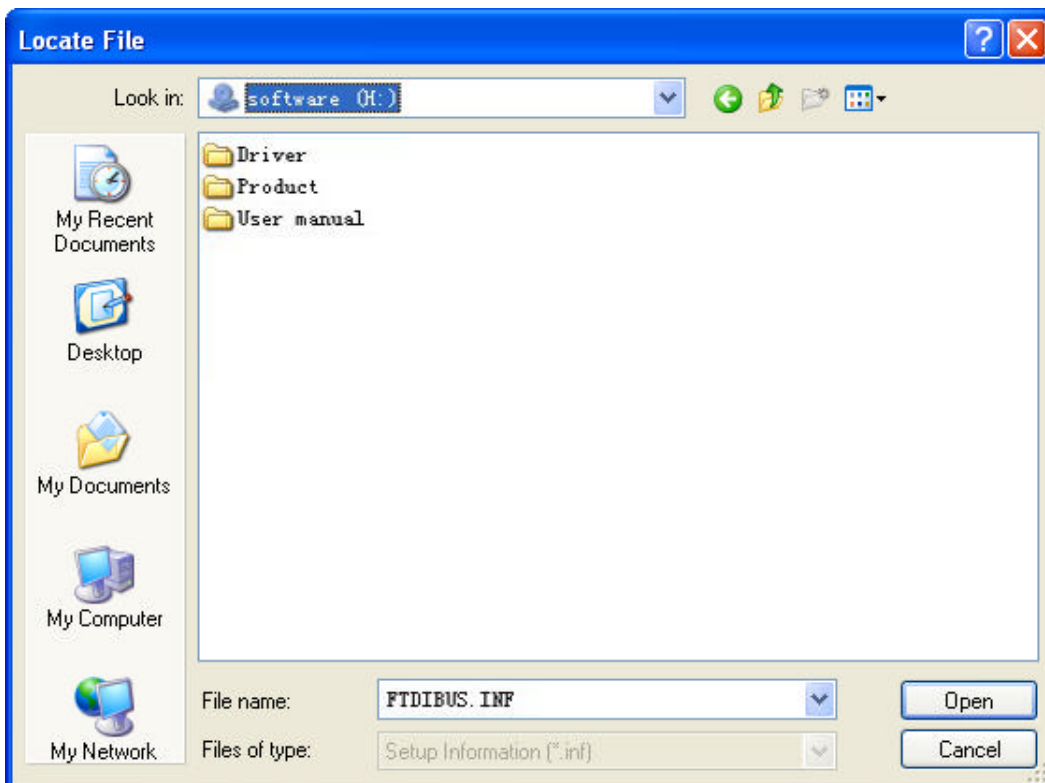 Locate File
Look in:
software (H:)
Driver
Product
User manual
My Recent
Documents
Desktop
My Documents
My Computer
My Network
File name:
FTDIBUS.INF
Open
Files of type:
Setup Information (*.inf)
Cancel